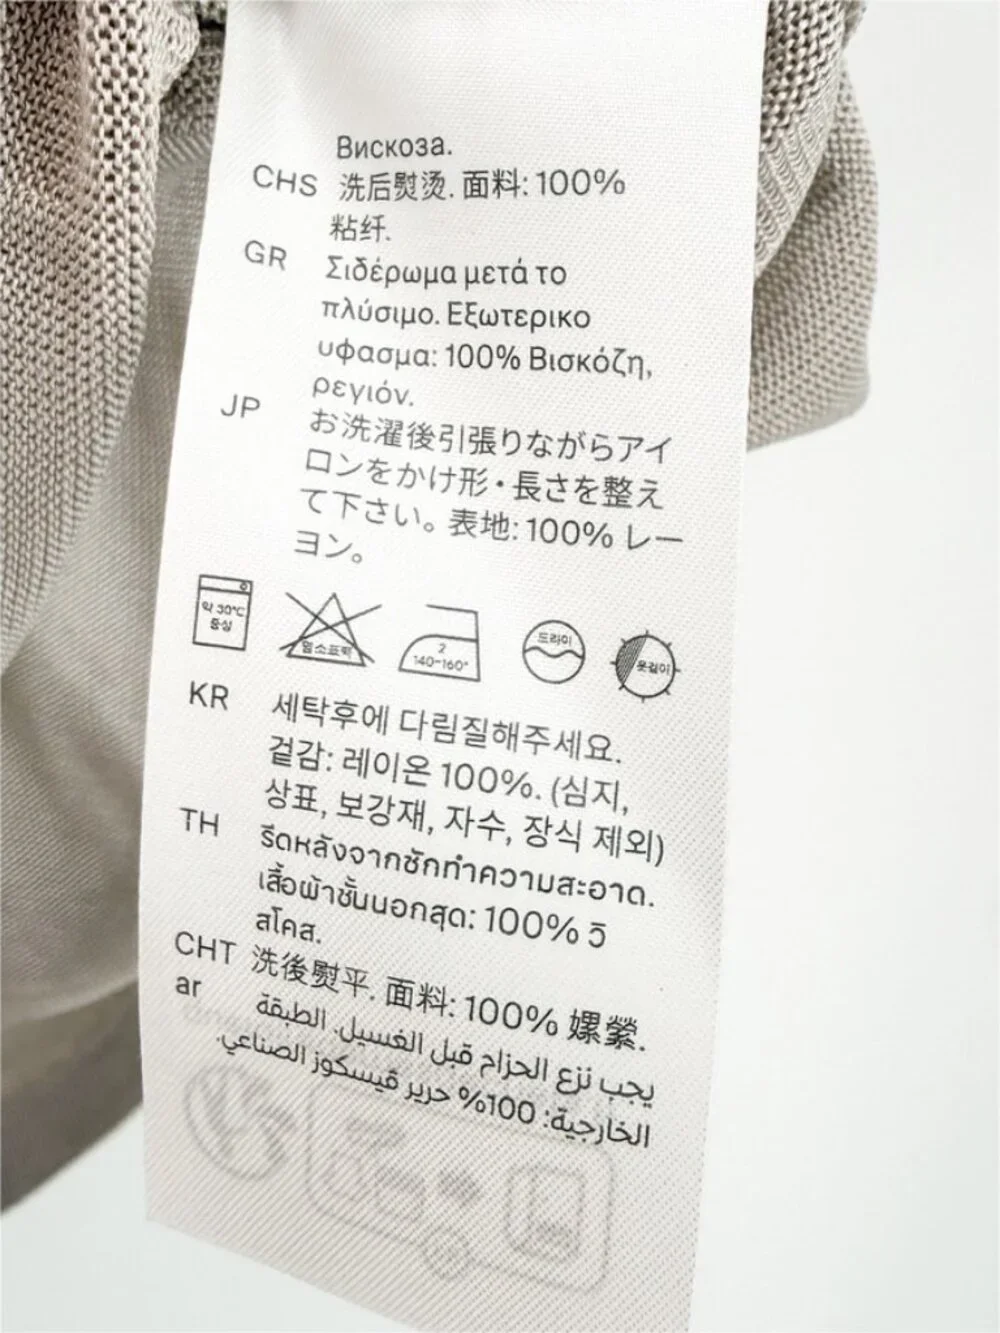 Вискоза.
CHS 洗后熨烫. 面料: 100%
粘纤.
GR Σιδέρωμα μετά το
πλύσιμο. Εξωτερικο
υφασμα: 100% Βισκόζη,
ρεγιόν.
JP お洗濯後引張りながらアイ
ロンをかけ形・長さを整え
て下さい。表地: 100% レー
ヨン。
약 30℃
중성
염소표백
2
140-160°
드라이
옷걸이
KR 세탁후에 다림질해주세요.
겉감: 레이온 100%. (심지,
상표, 보강재, 자수, 장식 제외)
TH รีดหลังจากซักทำความสะอาด.
เสื้อผ้าชั้นนอกสุด: 100% วิ
สโคส.
CHT 洗後熨平. 面料: 100% 嫘縈.
ar يجب نزع الحزام قبل الغسيل. الطبقة
الخارجية: 100% حرير ڤيسكوز الصناعي.